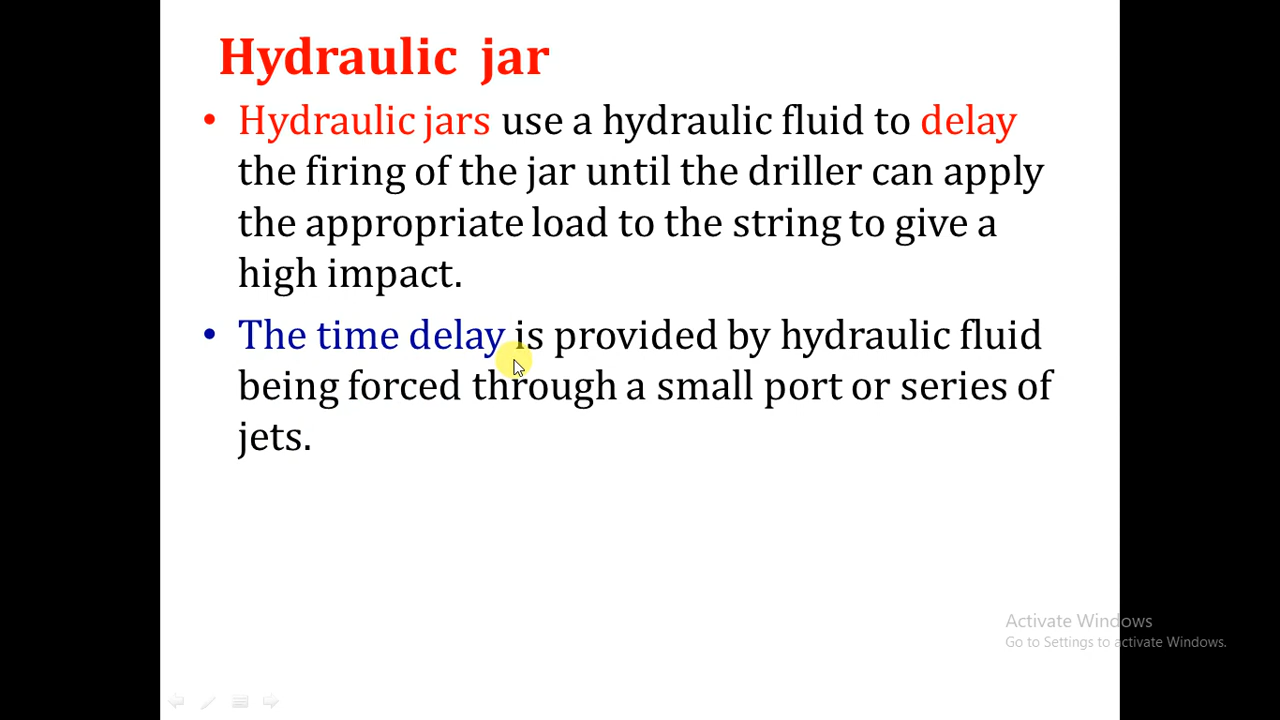 Hydraulic jar
• Hydraulic jars use a hydraulic fluid to delay
the firing of the jar until the driller can apply
the appropriate load to the string to give a
high impact.
• The time delay is provided by hydraulic fluid
being forced through a small port or series of
jets.
Activate Windows
Go to Settings to activate Windows.